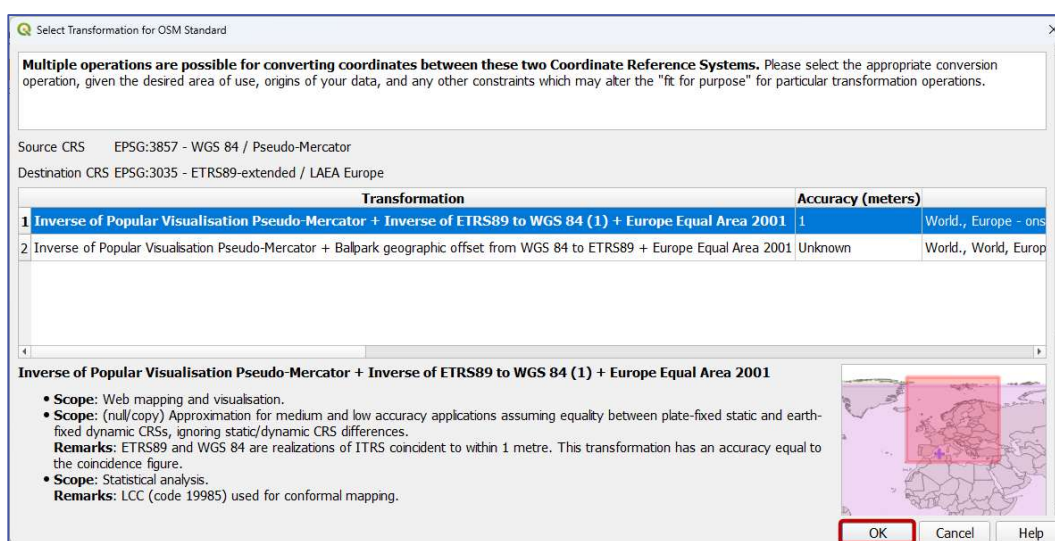 Select Transformation for OSM Standard
Multiple operations are possible for converting coordinates between these two Coordinate Reference Systems. Please select the appropriate conversion
operation, given the desired area of use, origins of your data, and any other constraints which may alter the "fit for purpose" for particular transformation operations.
Source CRS EPSG:3857 - WGS 84 / Pseudo-Mercator
Destination CRS EPSG:3035 - ETRS89-extended / LAEA Europe
Transformation Accuracy (meters)
1 Inverse of Popular Visualisation Pseudo-Mercator + Inverse of ETRS89 to WGS 84 (1) + Europe Equal Area 2001 1 World., Europe - ons
2 Inverse of Popular Visualisation Pseudo-Mercator + Ballpark geographic offset from WGS 84 to ETRS89 + Europe Equal Area 2001 Unknown World., World, Europ
Inverse of Popular Visualisation Pseudo-Mercator + Inverse of ETRS89 to WGS 84 (1) + Europe Equal Area 2001
• Scope: Web mapping and visualisation.
• Scope: (null/copy) Approximation for medium and low accuracy applications assuming equality between plate-fixed static and earth-
fixed dynamic CRSs, ignoring static/dynamic CRS differences.
Remarks: ETRS89 and WGS 84 are realizations of ITRS coincident to within 1 metre. This transformation has an accuracy equal to
the coincidence figure.
• Scope: Statistical analysis.
Remarks: LCC (code 19985) used for conformal mapping.
OK Cancel Help